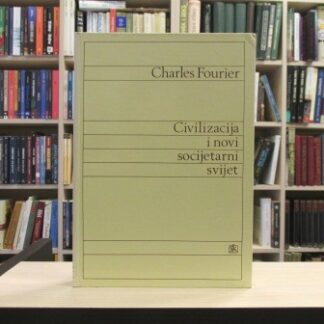 Charles Fourier
Civilizacija
i novi
socijetarni
svijet